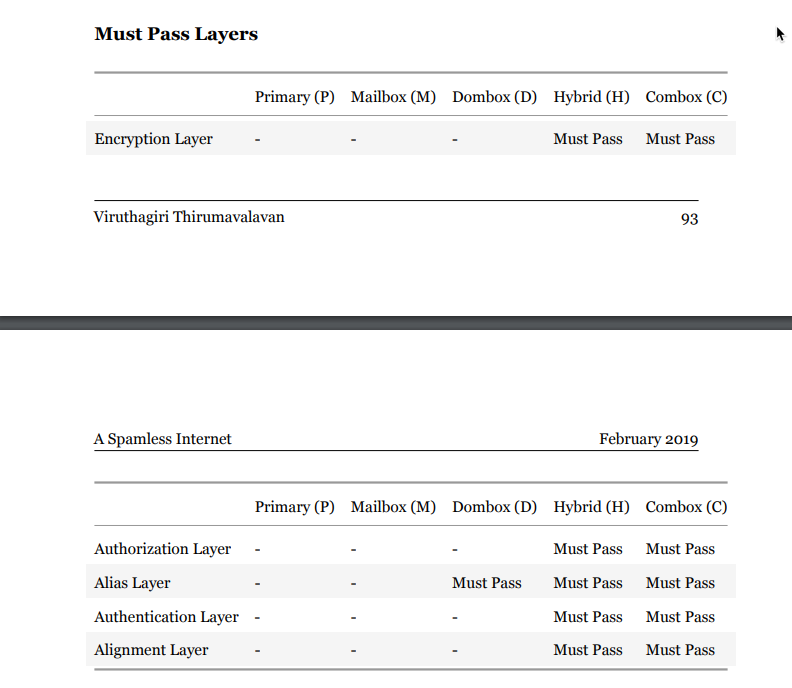 Must Pass Layers
Primary (P) Mailbox (M) Dombox (D) Hybrid (H) Combox (C)
Encryption Layer - - - Must Pass Must Pass
Viruthagiri Thirumavalavan 93
A Spamless Internet February 2019
Primary (P) Mailbox (M) Dombox (D) Hybrid (H) Combox (C)
Authorization Layer - - - Must Pass Must Pass
Alias Layer - - Must Pass Must Pass Must Pass
Authentication Layer - - - Must Pass Must Pass
Alignment Layer - - - Must Pass Must Pass